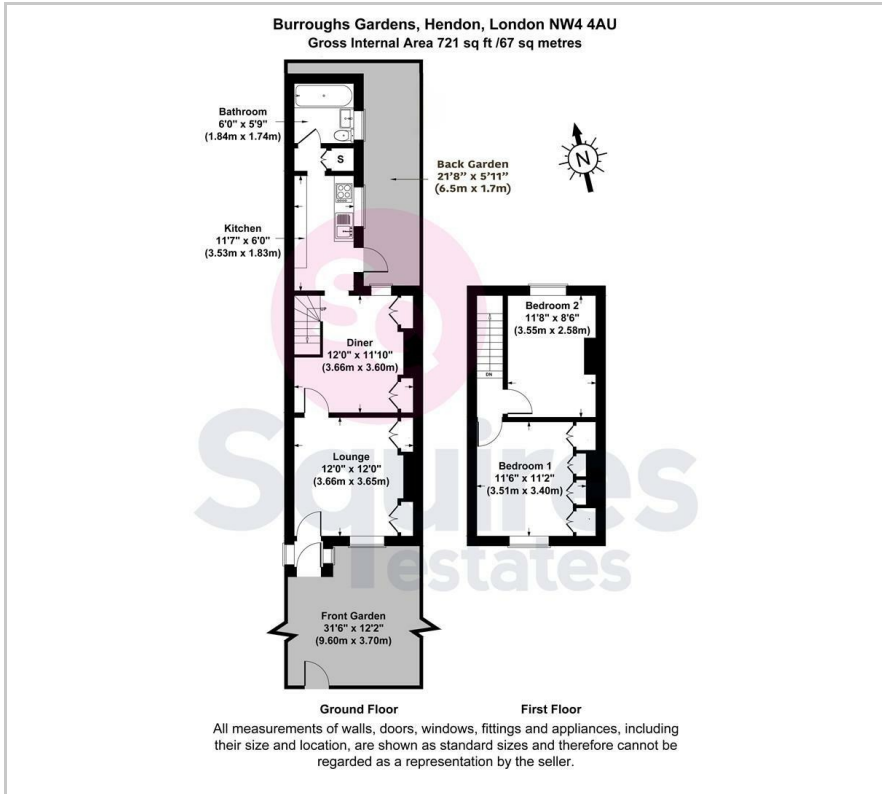 Burroughs Gardens, Hendon, London NW4 4AU
Gross Internal Area 721 sq ft /67 sq metres
Bathroom
6'0" x 5'9"
(1.84m x 1.74m)
S
Back Garden
21'8" x 5'11"
(6.5m x 1.7m)
N
Kitchen
11'7" x 6'0"
(3.53m x 1.83m)
UP
Diner
12'0" x 11'10"
(3.66m x 3.60m)
Bedroom 2
11'8" x 8'6"
(3.55m x 2.58m)
DN
Lounge
12'0" x 12'0"
(3.66m x 3.65m)
Bedroom 1
11'6" x 11'2"
(3.51m x 3.40m)
SQ
Squires
estates
Front Garden
31'6" x 12'2"
(9.60m x 3.70m)
Ground Floor
First Floor
All measurements of walls, doors, windows, fittings and appliances, including
their size and location, are shown as standard sizes and therefore cannot be
regarded as a representation by the seller.